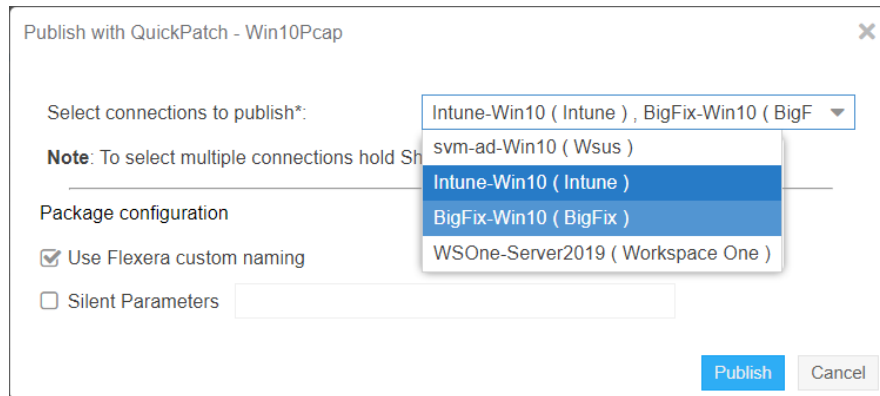 Publish with QuickPatch - Win10Pcap
Select connections to publish*:
Intune-Win10 ( Intune ) , BigFix-Win10 ( BigF
svm-ad-Win10 ( Wsus )
Note: To select multiple connections hold Sh
Intune-Win10 ( Intune )
Package configuration
BigFix-Win10 ( BigFix )
Use Flexera custom naming
WSOne-Server2019 ( Workspace One )
Silent Parameters
Publish
Cancel